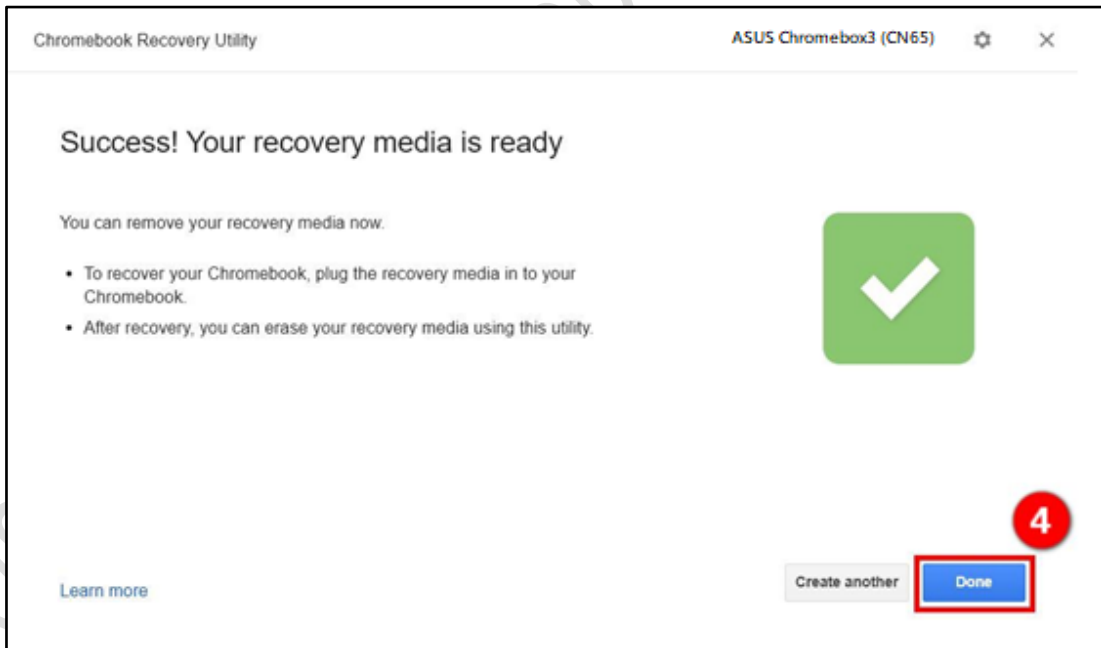 Chromebook Recovery Utility
ASUS Chromebox3 (CN65)
Success! Your recovery media is ready
You can remove your recovery media now.
• To recover your Chromebook, plug the recovery media in to your
Chromebook.
• After recovery, you can erase your recovery media using this utility.
4
Learn more
Create another
Done